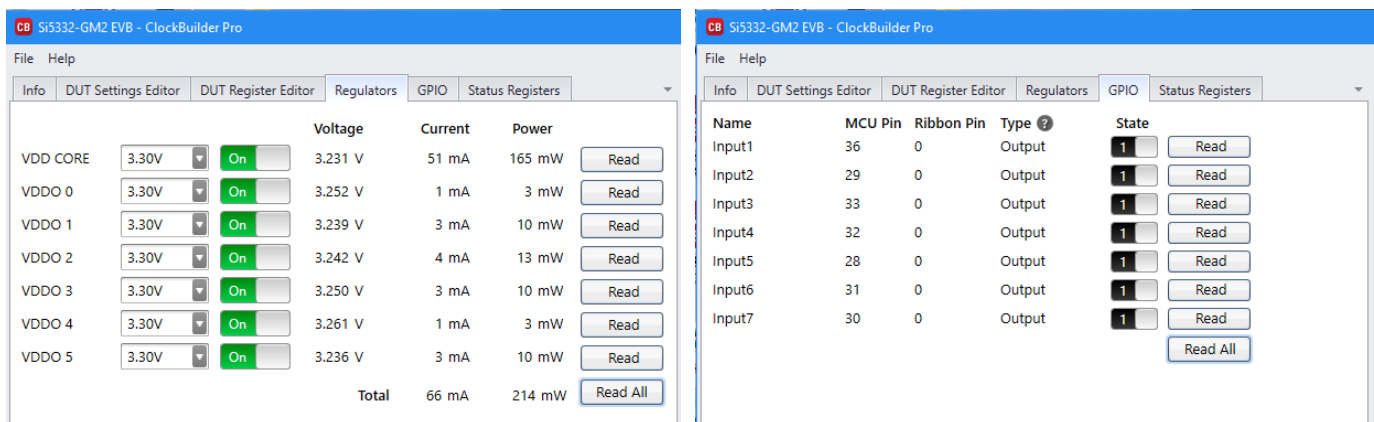 CB Si5332-GM2 EVB - ClockBuilder Pro
File Help
Info DUT Settings Editor DUT Register Editor Regulators GPIO Status Registers
Voltage Current Power
VDD CORE 3.30V On 3.231 V 51 mA 165 mW Read
VDDO 0 3.30V On 3.252 V 1 mA 3 mW Read
VDDO 1 3.30V On 3.239 V 3 mA 10 mW Read
VDDO 2 3.30V On 3.242 V 4 mA 13 mW Read
VDDO 3 3.30V On 3.250 V 3 mA 10 mW Read
VDDO 4 3.30V On 3.261 V 1 mA 3 mW Read
VDDO 5 3.30V On 3.236 V 3 mA 10 mW Read
Total 66 mA 214 mW Read All
CB Si5332-GM2 EVB - ClockBuilder Pro
File Help
Info DUT Settings Editor DUT Register Editor Regulators GPIO Status Registers
Name MCU Pin Ribbon Pin Type ? State
Input1 36 0 Output 1 Read
Input2 29 0 Output 1 Read
Input3 33 0 Output 1 Read
Input4 32 0 Output 1 Read
Input5 28 0 Output 1 Read
Input6 31 0 Output 1 Read
Input7 30 0 Output 1 Read
Read All